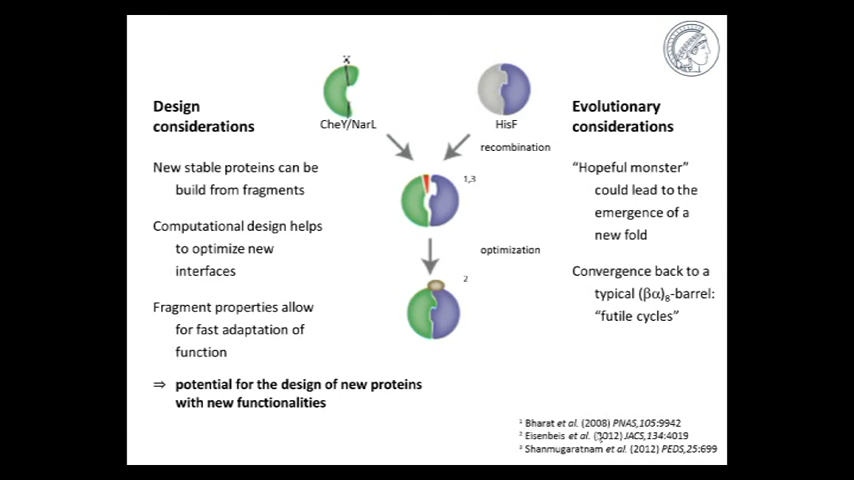 Design
considerations
New stable proteins can be
build from fragments
Computational design helps
to optimize new
interfaces
Fragment properties allow
for fast adaptation of
function
⇒ potential for the design of new proteins
with new functionalities
X
CheY/NarL
HisF
recombination
1,3
optimization
2
Evolutionary
considerations
“Hopeful monster”
could lead to the
emergence of a
new fold
Convergence back to a
typical (βα)₈-barrel:
“futile cycles”
¹ Bharat et al. (2008) PNAS,105:9942
² Eisenbeis et al. (2012) JACS,134:4019
³ Shanmugaratnam et al. (2012) PEDS,25:699